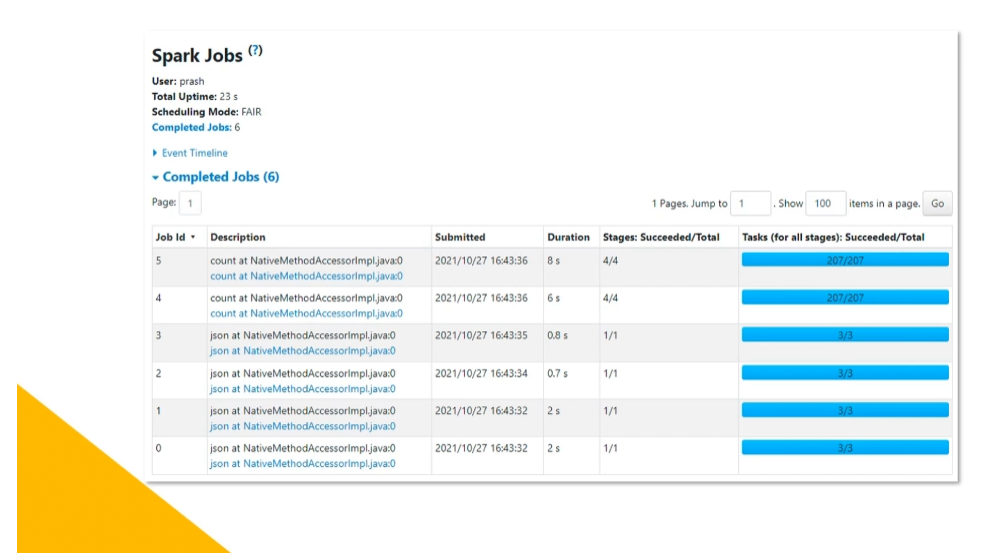 Spark Jobs (?)
User: prash
Total Uptime: 23 s
Scheduling Mode: FAIR
Completed Jobs: 6
Event Timeline
Completed Jobs (6)
Page: 1 1 Pages. Jump to 1 . Show 100 items in a page. Go
Job Id Description Submitted Duration Stages: Succeeded/Total Tasks (for all stages): Succeeded/Total
5 count at NativeMethodAccessorImpl.java:0 2021/10/27 16:43:36 8 s 4/4 207/207
count at NativeMethodAccessorImpl.java:0
4 count at NativeMethodAccessorImpl.java:0 2021/10/27 16:43:36 6 s 4/4 207/207
count at NativeMethodAccessorImpl.java:0
3 json at NativeMethodAccessorImpl.java:0 2021/10/27 16:43:35 0.8 s 1/1 3/3
json at NativeMethodAccessorImpl.java:0
2 json at NativeMethodAccessorImpl.java:0 2021/10/27 16:43:34 0.7 s 1/1 3/3
json at NativeMethodAccessorImpl.java:0
1 json at NativeMethodAccessorImpl.java:0 2021/10/27 16:43:32 2 s 1/1 3/3
json at NativeMethodAccessorImpl.java:0
0 json at NativeMethodAccessorImpl.java:0 2021/10/27 16:43:32 2 s 1/1 3/3
json at NativeMethodAccessorImpl.java:0